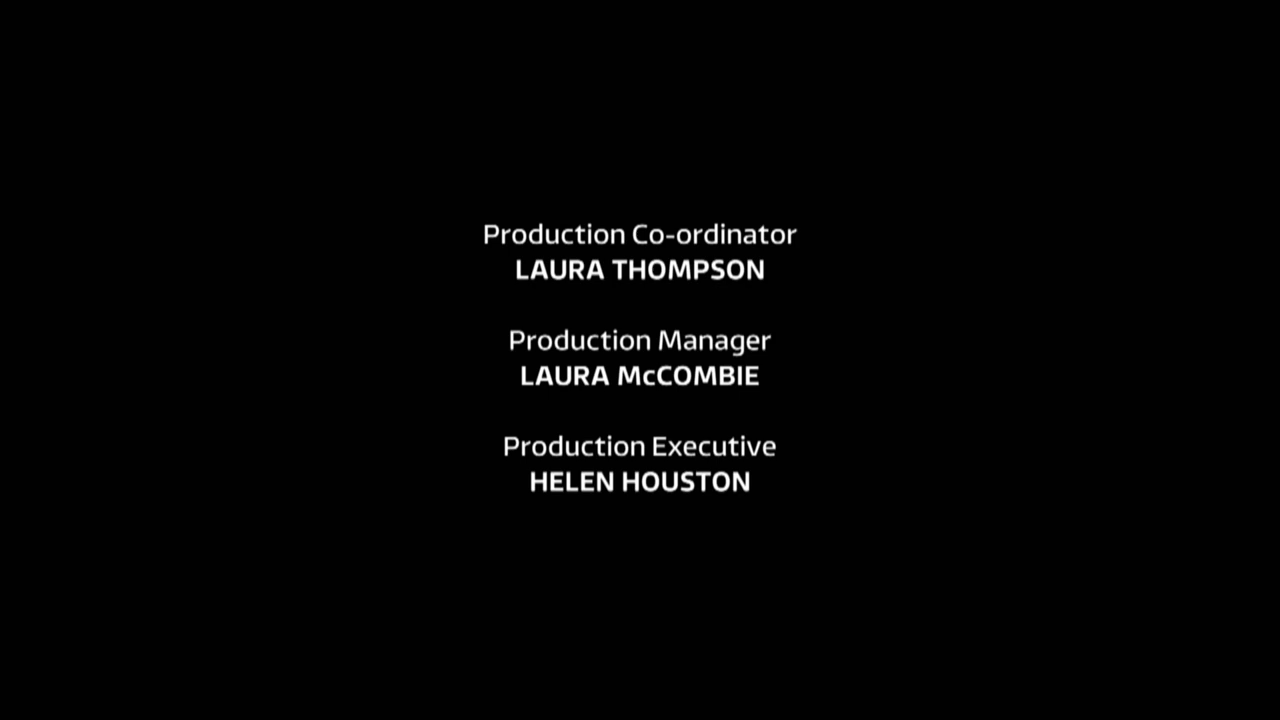 Production Co-ordinator
LAURA THOMPSON
Production Manager
LAURA McCOMBIE
Production Executive
HELEN HOUSTON